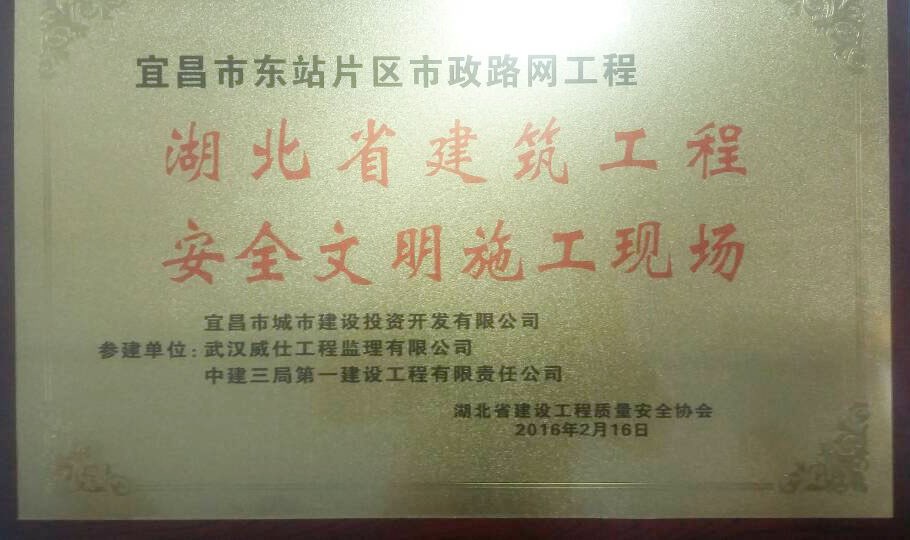 宜昌市东站片区市政路网工程
湖北省建筑工程
安全文明施工现场
宜昌市城市建设投资开发有限公司
参建单位：武汉威仕工程监理有限公司
中建三局第一建设工程有限责任公司
湖北省建设工程质量安全协会
2016年2月16日